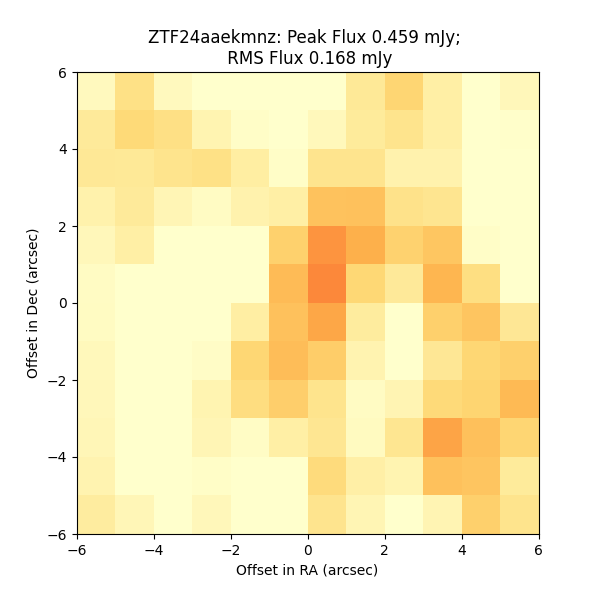 ZTF24aaekmnz: Peak Flux 0.459 mJy;
RMS Flux 0.168 mJy
6
4
2
0
−2
−4
−6
Offset in Dec (arcsec)
−6 −4 −2 0 2 4 6
Offset in RA (arcsec)